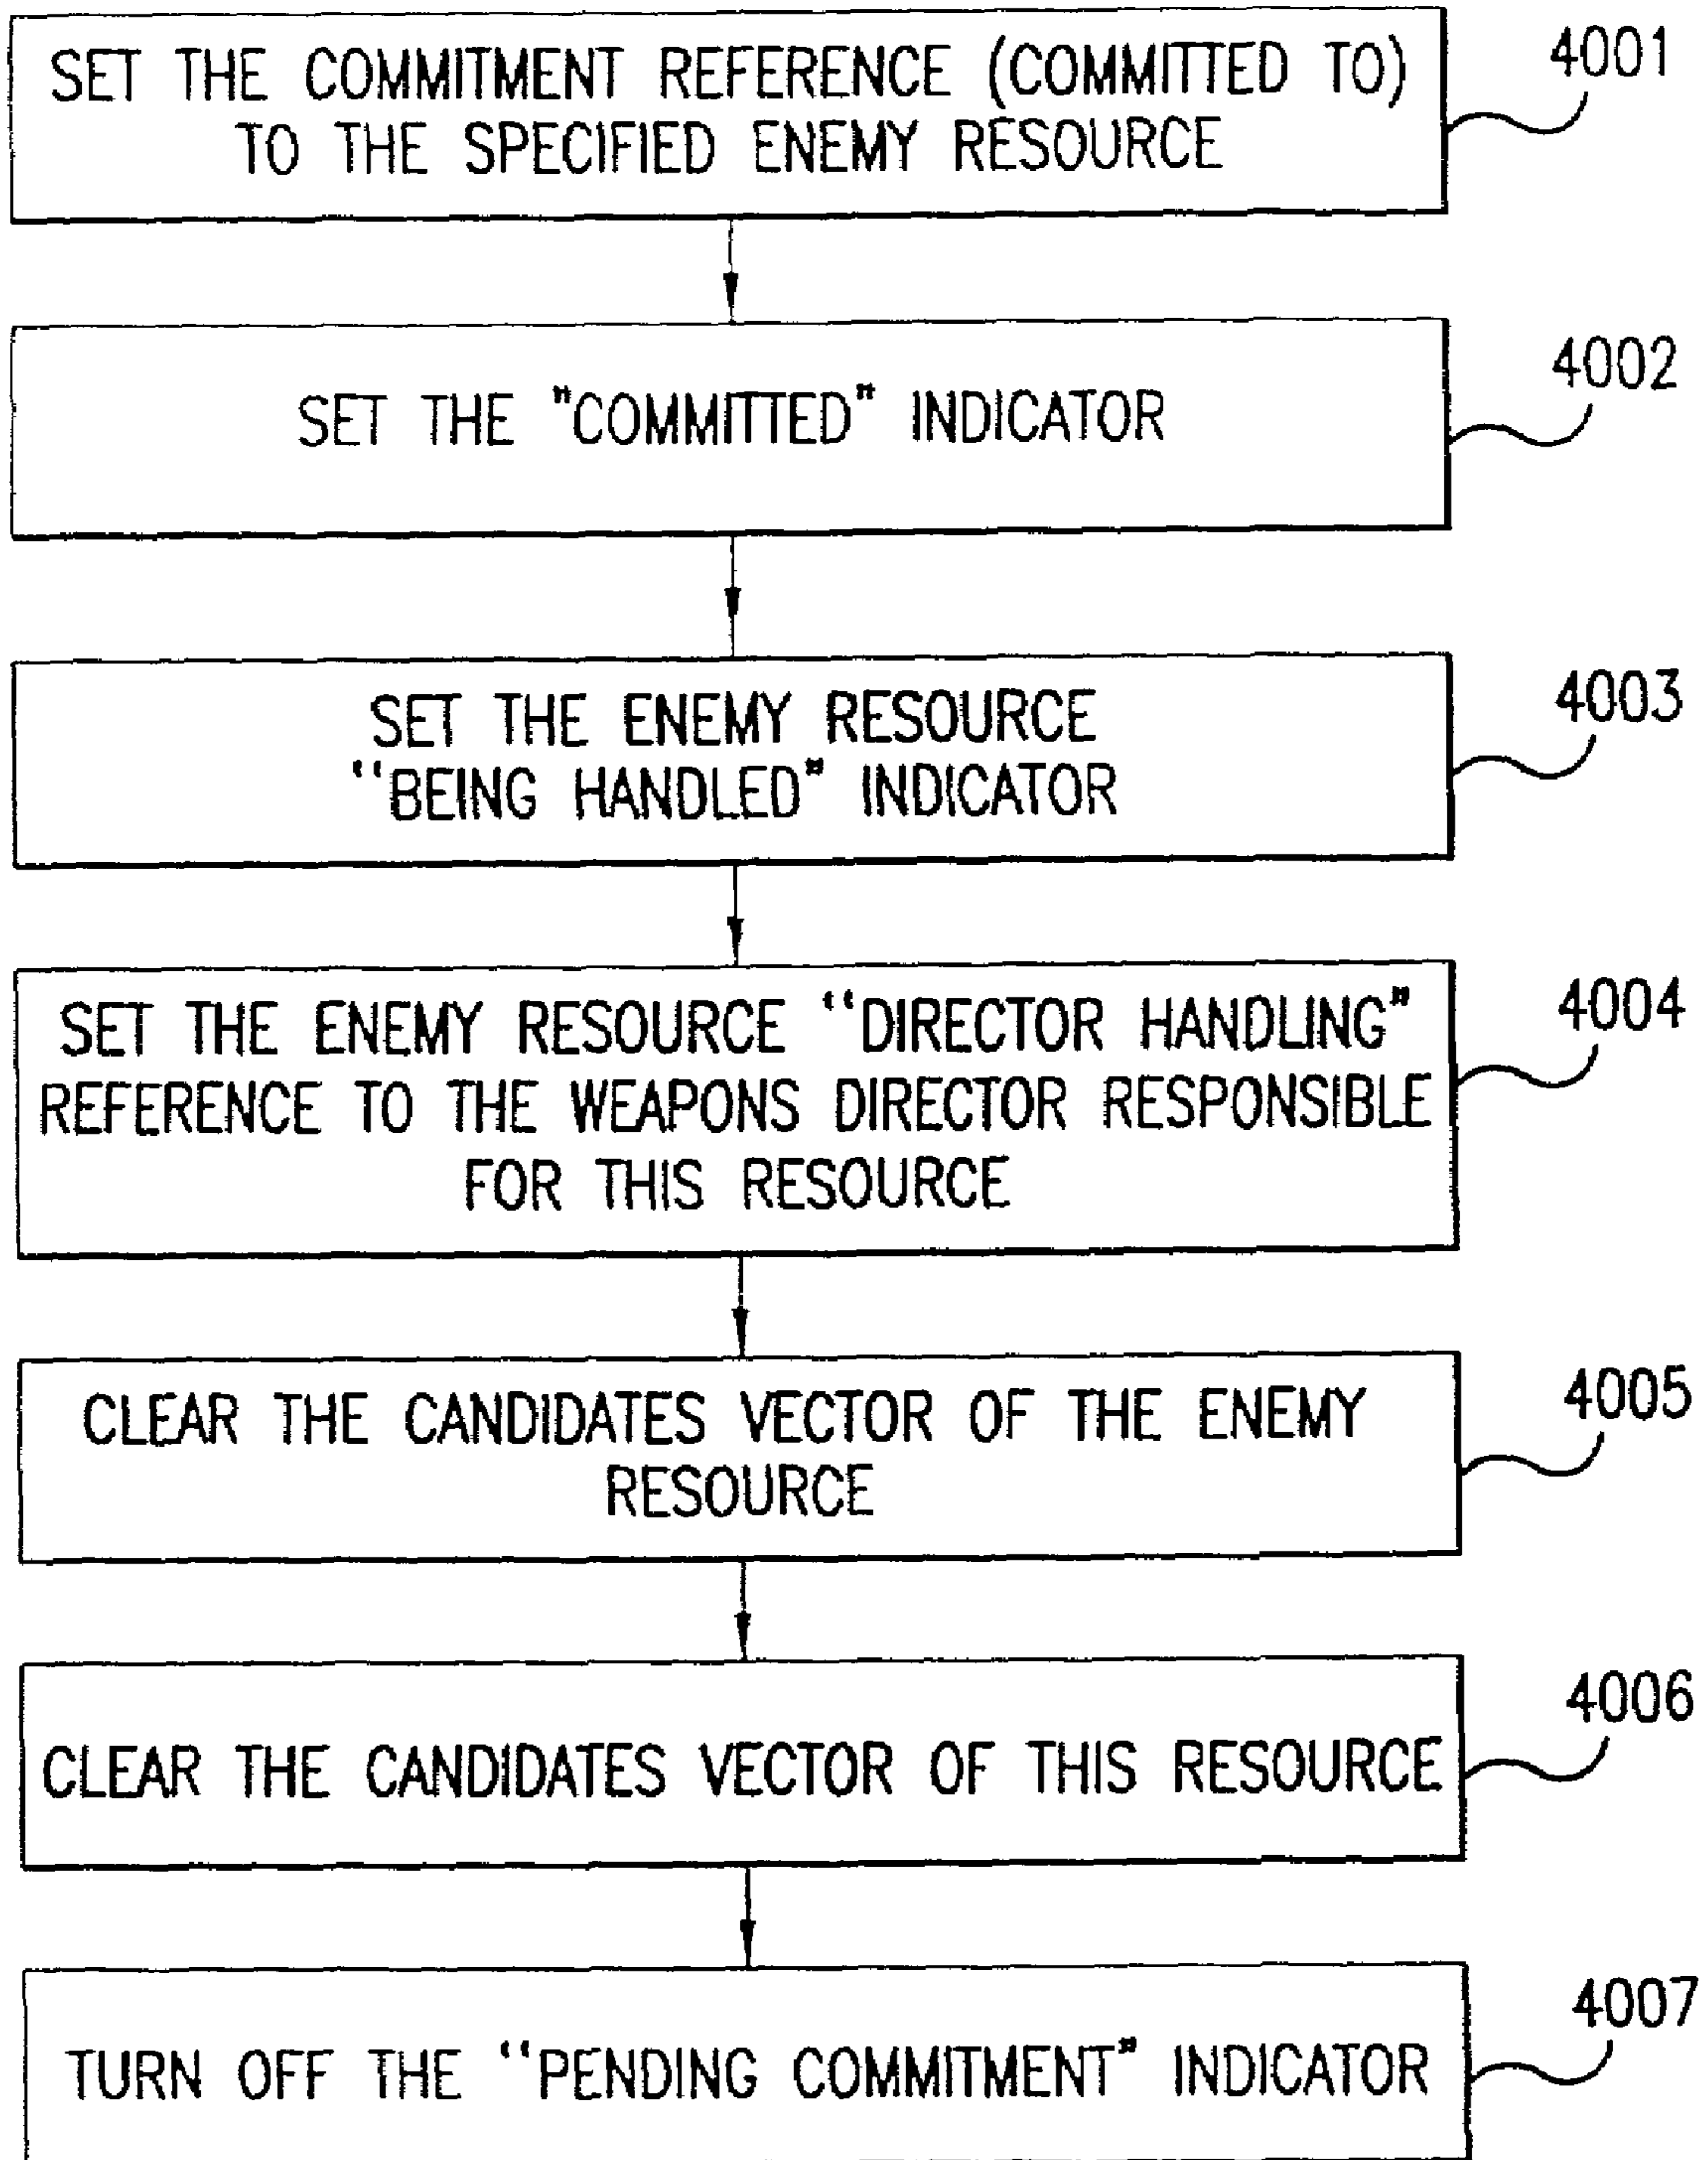 SET THE COMMITMENT REFERENCE (COMMITTED TO)
TO THE SPECIFIED ENEMY RESOURCE
4001
SET THE "COMMITTED" INDICATOR
4002
SET THE ENEMY RESOURCE
"BEING HANDLED" INDICATOR
4003
SET THE ENEMY RESOURCE "DIRECTOR HANDLING"
REFERENCE TO THE WEAPONS DIRECTOR RESPONSIBLE
FOR THIS RESOURCE
4004
CLEAR THE CANDIDATES VECTOR OF THE ENEMY
RESOURCE
4005
CLEAR THE CANDIDATES VECTOR OF THIS RESOURCE
4006
TURN OFF THE "PENDING COMMITMENT" INDICATOR
4007